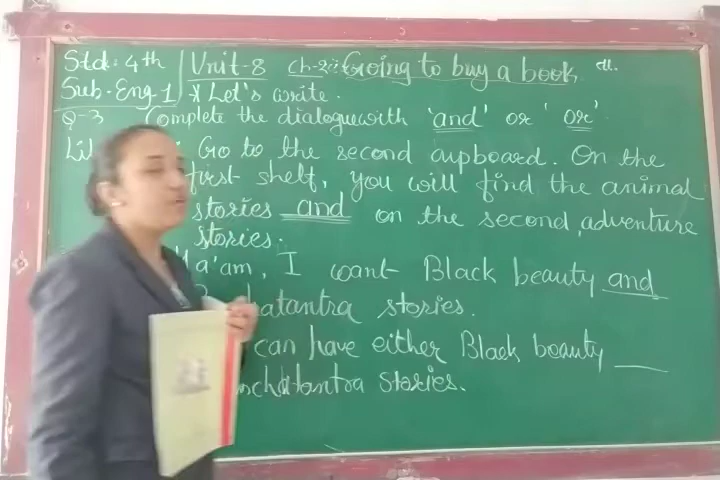 Std: 4th Unit-8 ch-2: Going to buy a book
Sub-Eng-1 * Let's write.
Q-3 Complete the dialogue with 'and' or 'or'
Go to the second cupboard. On the
first shelf, you will find the animal
stories and on the second, adventure
stories.
Ma'am, I want Black beauty and
stories.
can have either Black beauty __
stories.